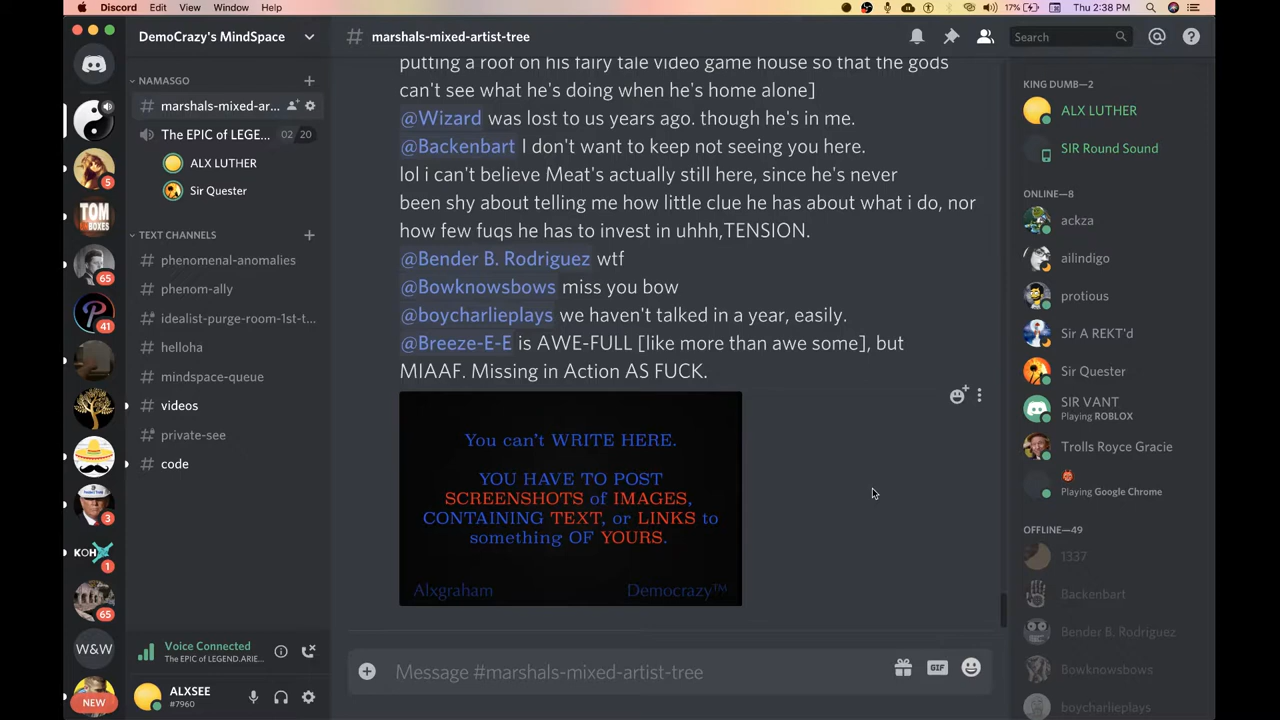 Discord Edit View Window Help
17% Thu 2:38 PM
DemoCrazy's MindSpace
# marshals-mixed-artist-tree
Search
NAMASGO
marshals-mixed-ar...
The EPIC of LEGE... 02 20
ALX LUTHER
Sir Quester
TEXT CHANNELS
phenomenal-anomalies
phenom-ally
idealist-purge-room-1st-t...
helloha
mindspace-queue
videos
private-see
code
5
TOM
BOXES
65
41
3
KOH
1
65
W&W
NEW
Voice Connected
The EPIC of LEGEND.ARIE...
ALXSEE
#7960
putting a roof on his fairy tale video game house so that the gods
can't see what he's doing when he's home alone]
@Wizard was lost to us years ago. though he's in me.
@Backenbart I don't want to keep not seeing you here.
lol i can't believe Meat's actually still here, since he's never
been shy about telling me how little clue he has about what i do, nor
how few fuqs he has to invest in uhhh,TENSION.
@Bender B. Rodriguez wtf
@Bowknowsbows miss you bow
@boycharlieplays we haven't talked in a year, easily.
@Breeze-E-E is AWE-FULL [like more than awe some], but
MIAAF. Missing in Action AS FUCK.
You can't WRITE HERE.
YOU HAVE TO POST
SCREENSHOTS of IMAGES,
CONTAINING TEXT, or LINKS to
something OF YOURS.
Alxgraham Democrazy™
Message #marshals-mixed-artist-tree
GIF
KING DUMB—2
ALX LUTHER
SIR Round Sound
ONLINE—8
ackza
ailindigo
protious
Sir A REKT'd
Sir Quester
SIR VANT
Playing ROBLOX
Trolls Royce Gracie
Playing Google Chrome
OFFLINE—49
1337
Backenbart
Bender B. Rodriguez
Bowknowsbows
boycharlieplays